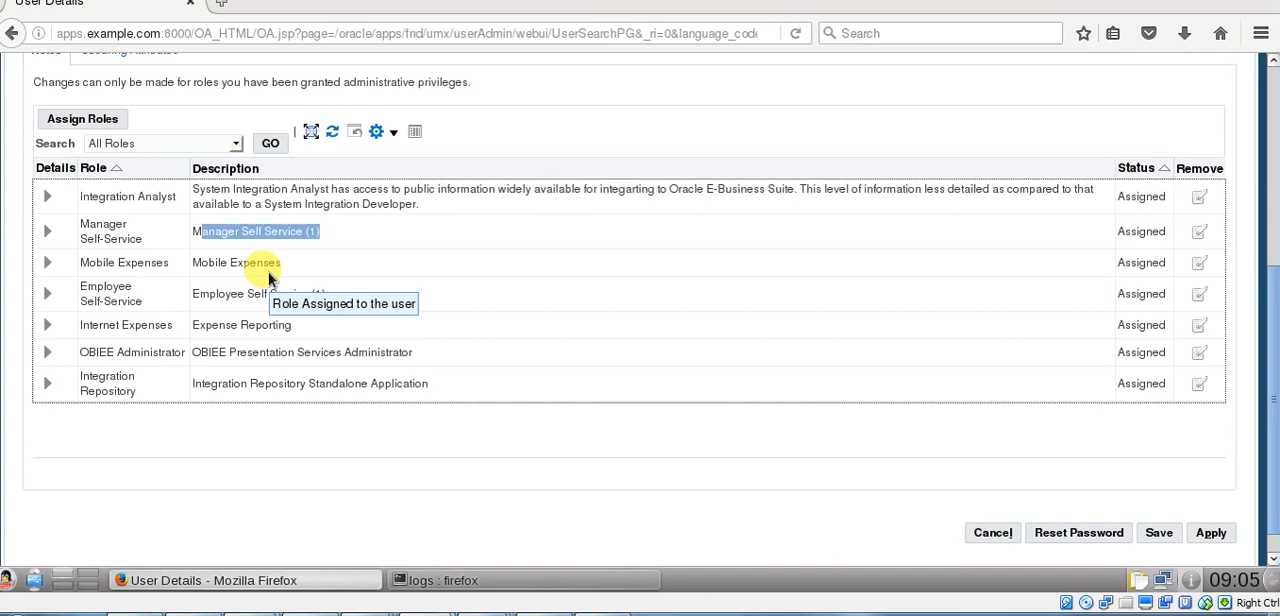 User Details
apps.example.com:8000/OA_HTML/OA.jsp?page=/oracle/apps/fnd/umx/userAdmin/webui/UserSearchPG&_ri=0&language_code
Search
Changes can only be made for roles you have been granted administrative privileges.
Assign Roles
Search All Roles GO
Details Role Description Status Remove
Integration Analyst System Integration Analyst has access to public information widely available for integarting to Oracle E-Business Suite. This level of information less detailed as compared to that
available to a System Integration Developer. Assigned
Manager
Self-Service Manager Self Service (1) Assigned
Mobile Expenses Mobile Expenses Assigned
Employee
Self-Service Employee Self Assigned
Role Assigned to the user
Internet Expenses Expense Reporting Assigned
OBIEE Administrator OBIEE Presentation Services Administrator Assigned
Integration
Repository Integration Repository Standalone Application Assigned
Cancel Reset Password Save Apply
User Details - Mozilla Firefox logs : firefox 09:05
Right Ctrl